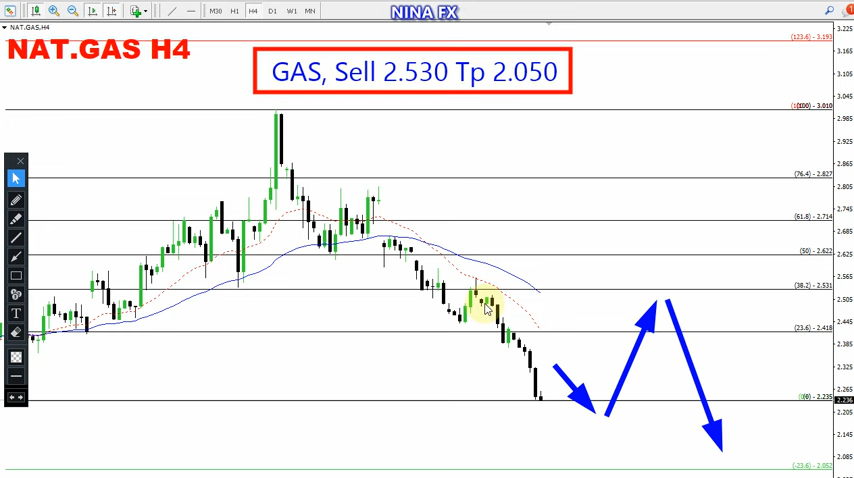 M30 H1 H4 D1 W1 MN
NINA FX
NAT.GAS,H4
NAT.GAS H4
GAS, Sell 2.530 Tp 2.050
(123.6) - 3.193
(100) - 3.010
(76.4) - 2.827
(61.8) - 2.714
(50) - 2.622
(38.2) - 2.531
(23.6) - 2.418
(0) - 2.235
(-23.6) - 2.052
3.225
3.165
3.105
3.045
2.985
2.925
2.865
2.805
2.745
2.685
2.625
2.565
2.505
2.445
2.385
2.325
2.265
2.236
2.205
2.145
2.085
2.025
T